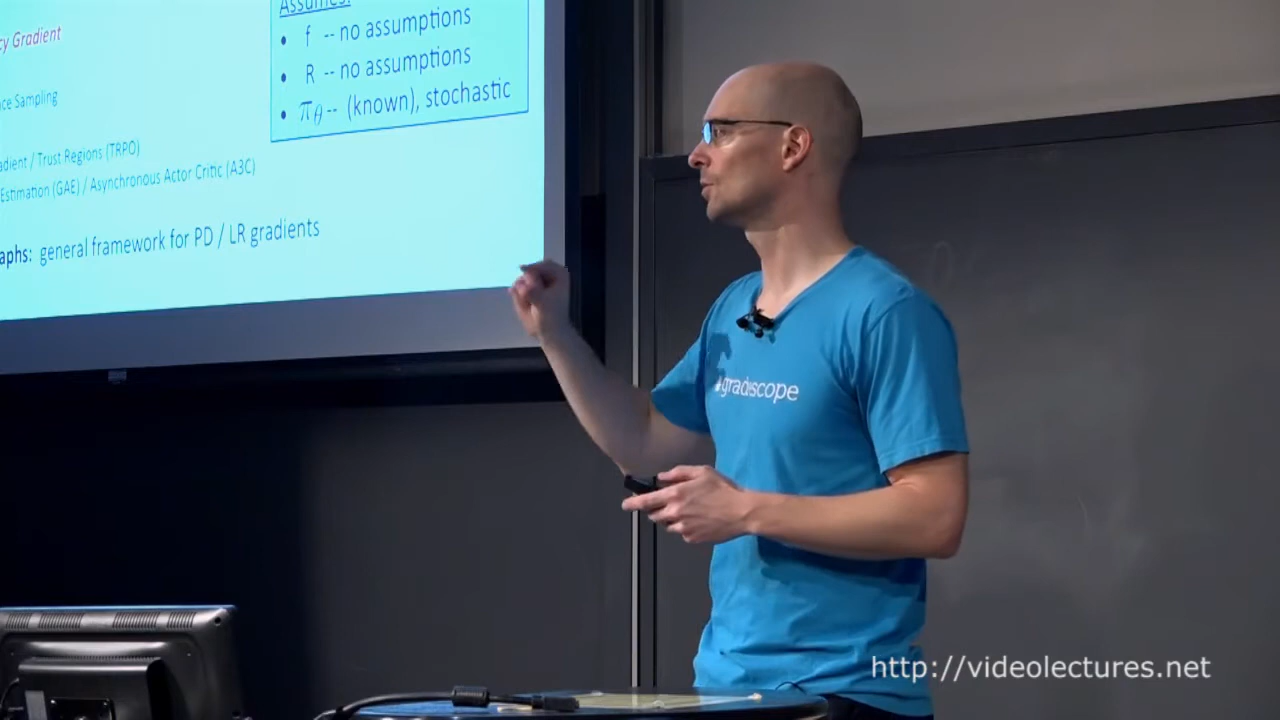 Assumes:
cy Gradient
• f -- no assumptions
• R -- no assumptions
• πθ -- (known), stochastic
ce Sampling
adient / Trust Regions (TRPO)
Estimation (GAE) / Asynchronous Actor Critic (A3C)
aphs: general framework for PD / LR gradients
gradescope
http://videolectures.net